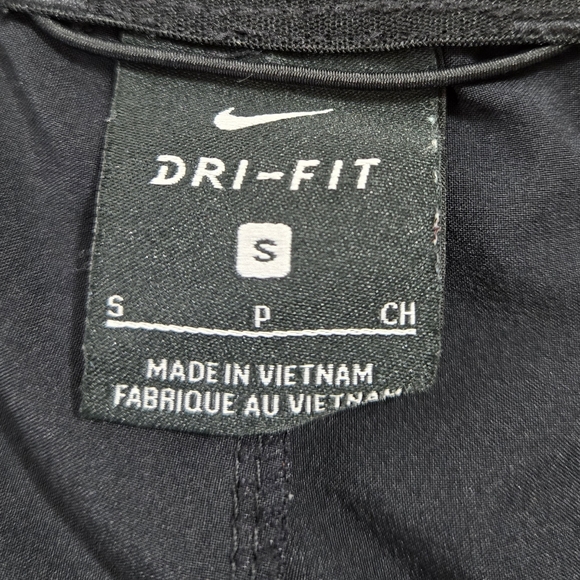 DRI-FIT
S
S P CH
MADE IN VIETNAM
FABRIQUE AU VIETNAM